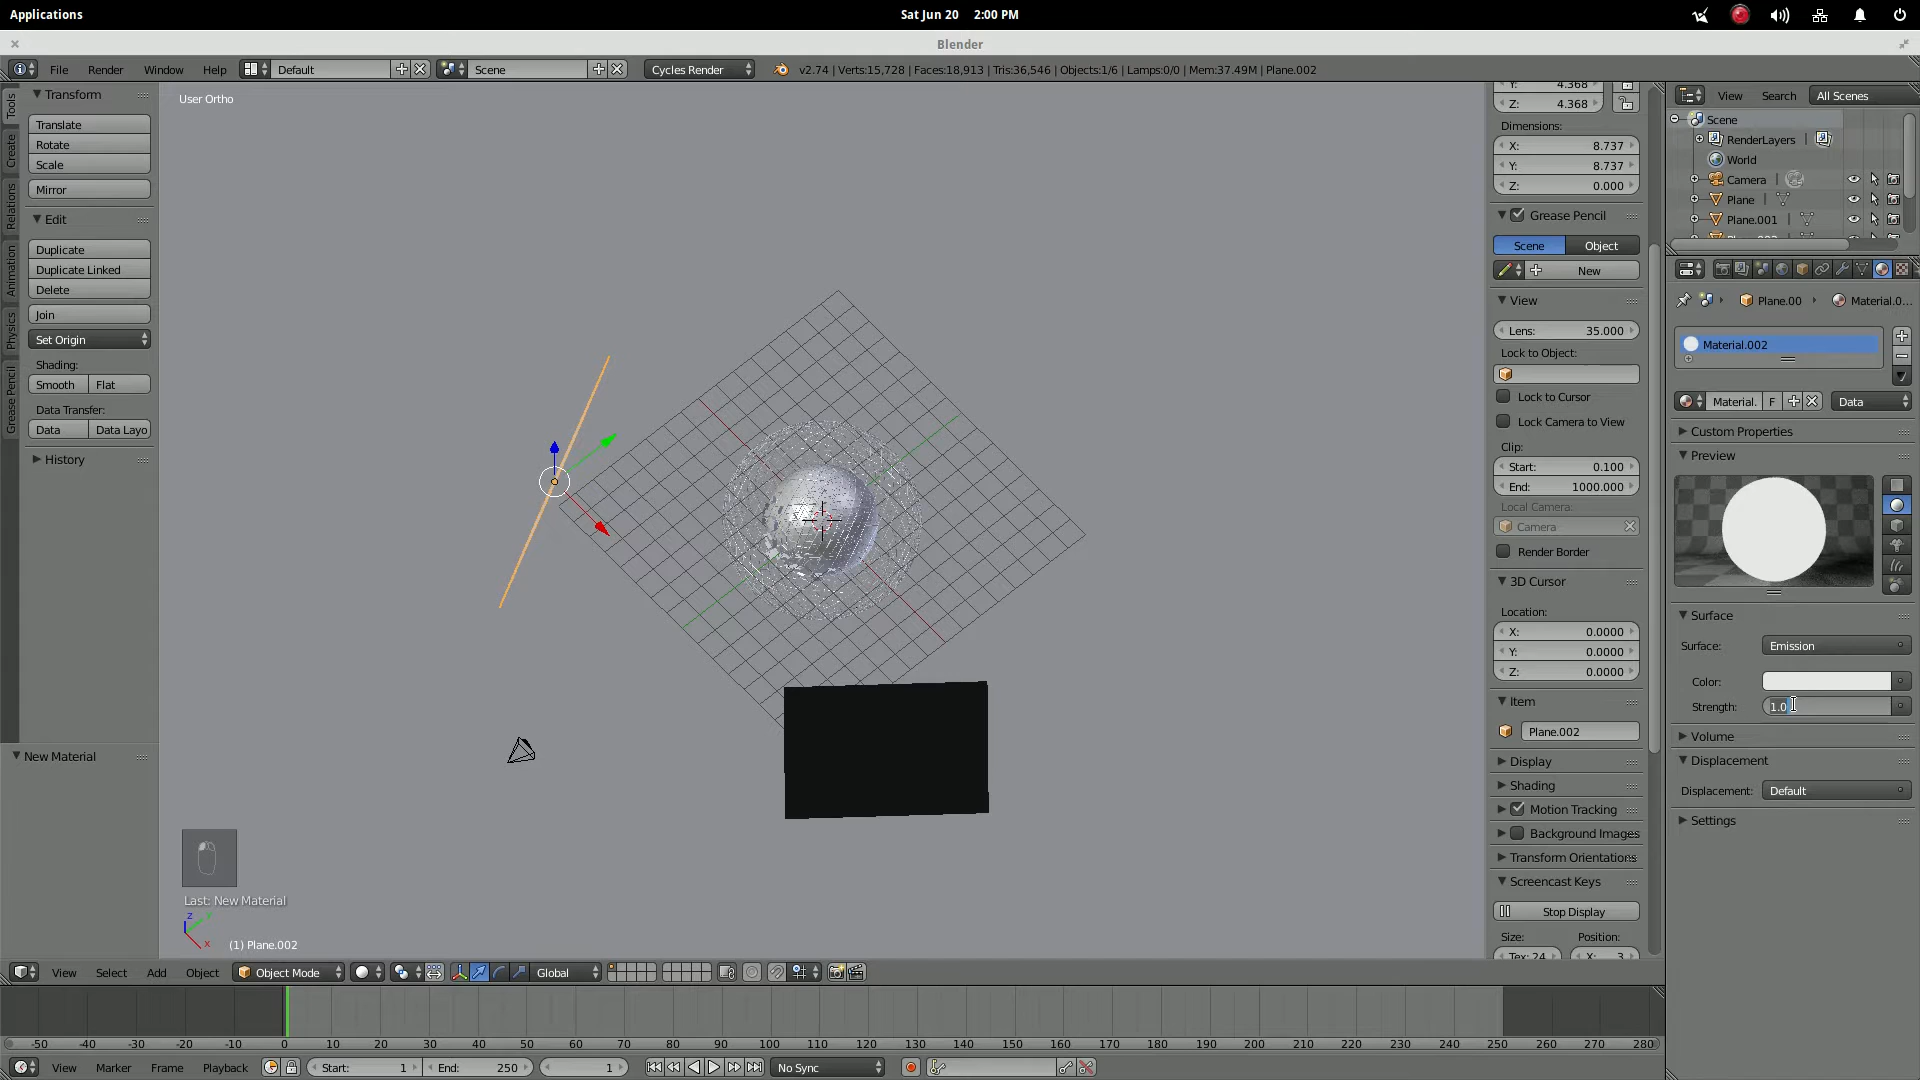 Applications
Sat Jun 20 2:00 PM
Blender
File Render Window Help Default Scene Cycles Render v2.74 | Verts:15,728 | Faces:18,913 | Tris:36,546 | Objects:1/6 | Lamps:0/0 | Mem:37.49M | Plane.002
Tools
Create
Relations
Animation
Physics
Grease Pencil
Transform
Translate
Rotate
Scale
Mirror
Edit
Duplicate
Duplicate Linked
Delete
Join
Set Origin
Shading:
Smooth Flat
Data Transfer:
Data Data Layo
History
New Material
User Ortho
Last: New Material
z
y
x
(1) Plane.002
Y: 4.368
Z: 4.368
Dimensions:
X: 8.737
Y: 8.737
Z: 0.000
Grease Pencil
Scene Object
New
View
Lens: 35.000
Lock to Object:
Lock to Cursor
Lock Camera to View
Clip:
Start: 0.100
End: 1000.000
Local Camera:
Camera
Render Border
3D Cursor
Location:
X: 0.0000
Y: 0.0000
Z: 0.0000
Item
Plane.002
Display
Shading
Motion Tracking
Background Images
Transform Orientations
Screencast Keys
Stop Display
Size: Position:
Tex: 24 X: 3
View Search All Scenes
Scene
RenderLayers
World
Camera
Plane
Plane.001
Plane.00 Material.0...
Material.002
Material. F Data
Custom Properties
Preview
Surface
Surface: Emission
Color:
Strength: 1.0
Volume
Displacement
Displacement: Default
Settings
View Select Add Object Object Mode Global
-50 -40 -30 -20 -10 0 10 20 30 40 50 60 70 80 90 100 110 120 130 140 150 160 170 180 190 200 210 220 230 240 250 260 270 280
View Marker Frame Playback Start: 1 End: 250 1 No Sync